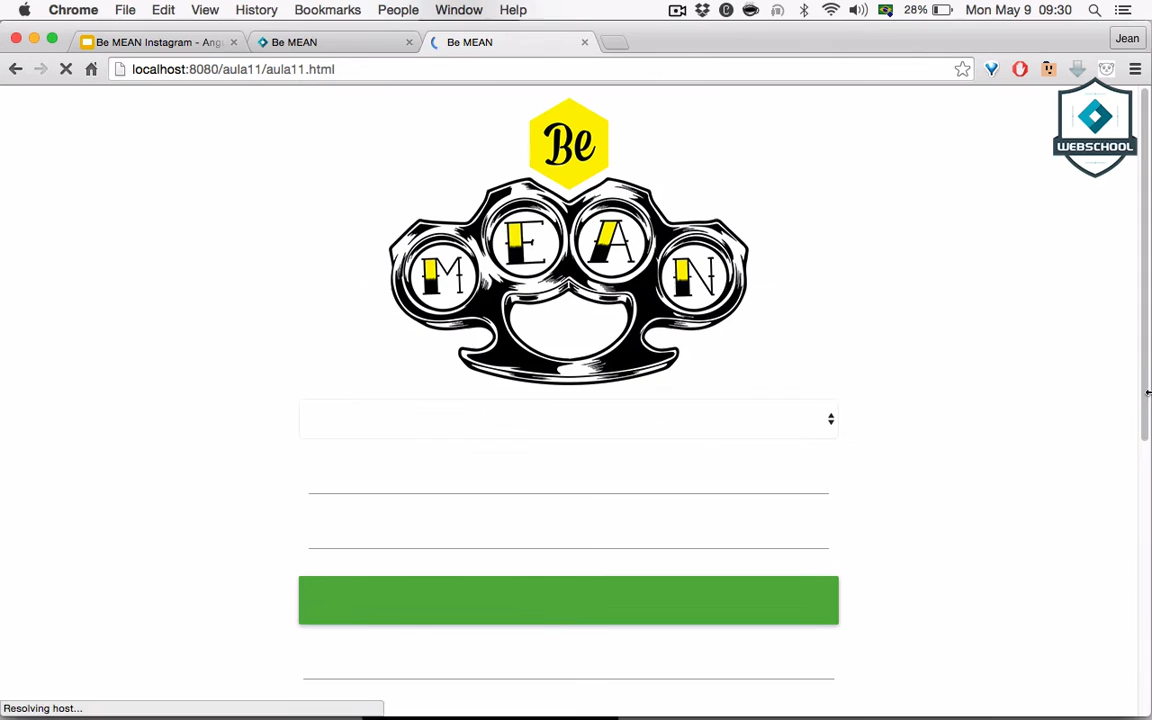 Chrome File Edit View History Bookmarks People Window Help 28% Mon May 9 09:30
Be MEAN Instagram - Ang Be MEAN Be MEAN Jean
localhost:8080/aula11/aula11.html
WEBSCHOOL
Be
M E A N
Resolving host...